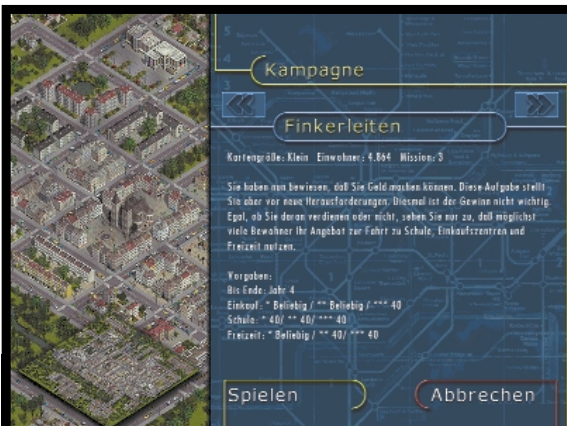 Kampagne
Finkerleiten
Kartengröße: Klein Einwohner: 4.864 Mission: 3
Sie haben nun bewiesen, daß Sie Geld machen können. Diese Aufgabe stellt
Sie aber vor neue Herausforderungen. Diesmal ist der Gewinn nicht wichtig.
Egal, ob Sie daran verdienen oder nicht, sehen Sie nur zu, daß möglichst
viele Bewohner Ihr Angebot zur Fahrt zu Schule, Einkaufszentren und
Freizeit nutzen.
Vorgaben:
Bis Ende: Jahr 4
Einkauf: * Beliebig / ** Beliebig / *** 40
Schule: * 40/ ** 40/ *** 40
Freizeit: * Beliebig / ** 40/ *** 40
Spielen
Abbrechen